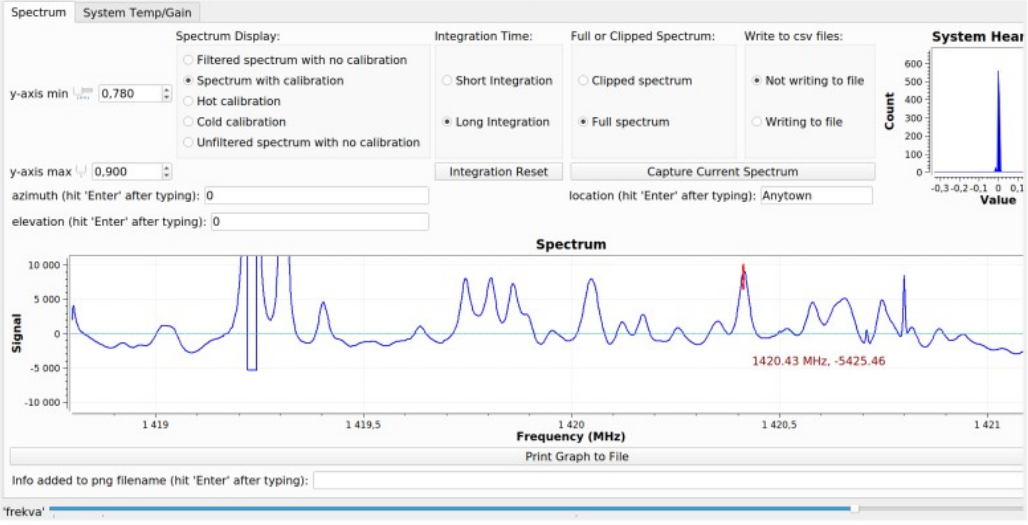 Spectrum System Temp/Gain
Spectrum Display: Integration Time: Full or Clipped Spectrum: Write to csv files: System Hear
Filtered spectrum with no calibration
Spectrum with calibration Short Integration Clipped spectrum Not writing to file
y-axis min 0,780 Hot calibration
Cold calibration Long Integration Full spectrum Writing to file
Unfiltered spectrum with no calibration
600
500
400
300
200
100
0
Count
-0,3 -0,2 -0,1 0 0,1
Value
y-axis max 0,900 Integration Reset Capture Current Spectrum
azimuth (hit 'Enter' after typing): 0 location (hit 'Enter' after typing): Anytown
elevation (hit 'Enter' after typing): 0
Spectrum
10 000
5 000
0
-5 000
-10 000
Signal
1420.43 MHz, -5425.46
1 419 1 419,5 1 420 1 420,5 1 421
Frequency (MHz)
Print Graph to File
Info added to png filename (hit 'Enter' after typing):
'frekva'